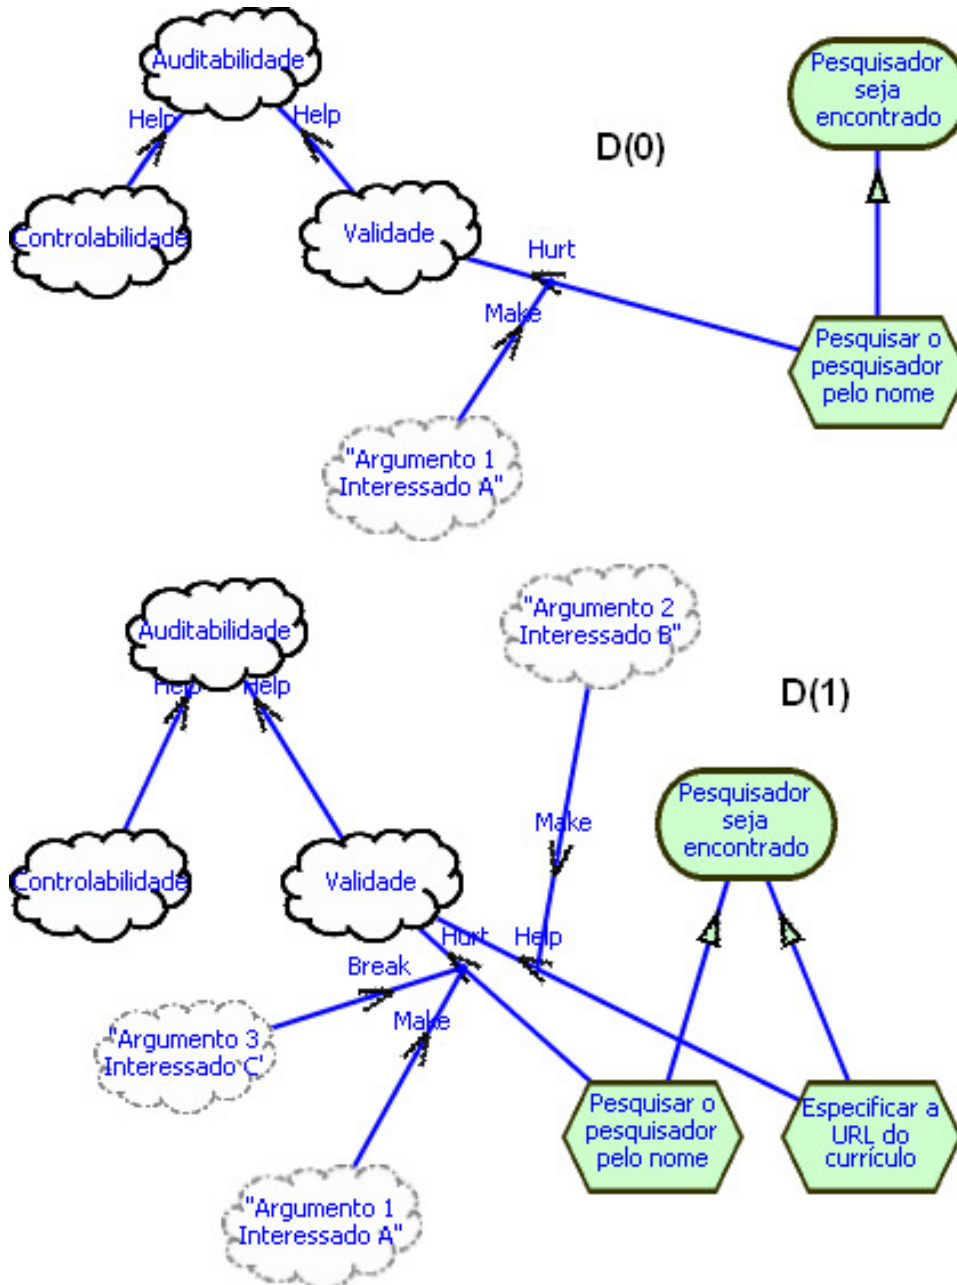 Auditabilidade
Help
Help
Controlabilidade
Validade
D(0)
Pesquisador
seja
encontrado
Hurt
Make
Pesquisar o
pesquisador
pelo nome
"Argumento 1
Interessado A"
"Argumento 2
Interessado B"
Auditabilidade
Help
Help
D(1)
Pesquisador
seja
encontrado
Make
Controlabilidade
Validade
Hurt
Help
Break
Make
"Argumento 3
Interessado C'
Pesquisar o
pesquisador
pelo nome
Especificar a
URL do
currículo
"Argumento 1
Interessado A"